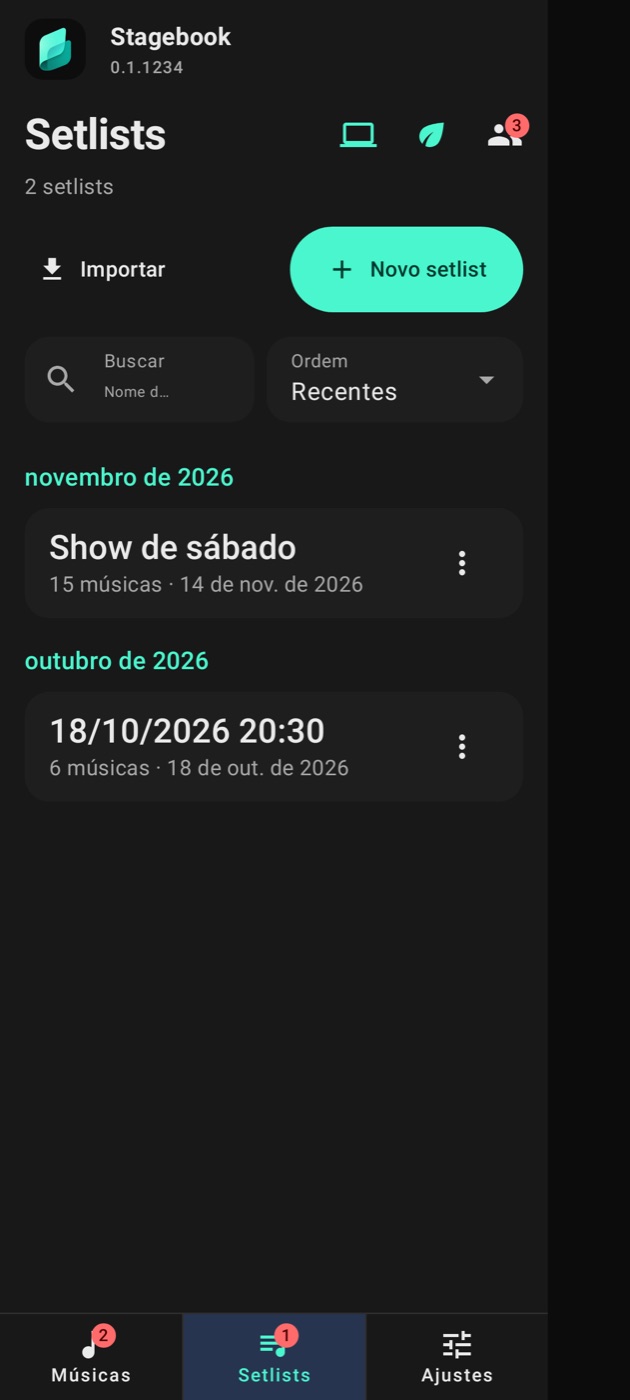 Stagebook
0.1.1234
Setlists
3
2 setlists
Importar
+ Novo setlist
Buscar
Nome d…
Ordem
Recentes
novembro de 2026
Show de sábado
15 músicas · 14 de nov. de 2026
outubro de 2026
18/10/2026 20:30
6 músicas · 18 de out. de 2026
2
Músicas
1
Setlists
Ajustes